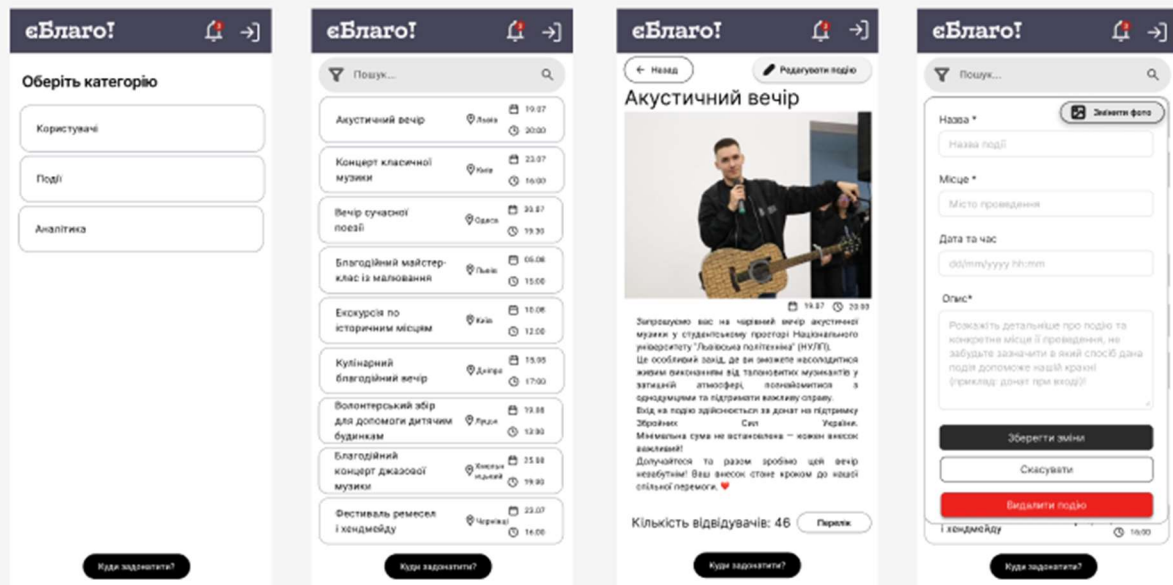 єБлаго!
2
Оберіть категорію
Користувачі
Події
Аналітика
Куди задонатити?
єБлаго!
2
Пошук...
Акустичний вечір
Львів
19.07
20:00
Концерт класичної
музики
Київ
23.07
16:00
Вечір сучасної
поезії
Одеса
30.07
19:30
Благодійний майстер-
клас із малювання
Львів
05.08
15:00
Екскурсія по
історичним місцям
Київ
10.08
12:00
Кулінарний
благодійний вечір
Дніпро
15.08
17:00
Волонтерський збір
для допомоги дитячим
будинкам
Луцьк
19.08
13:00
Благодійний
концерт джазової
музики
Хмельн
ицький
25.08
19:00
Фестиваль ремесел
і хендмейду
Чернівці
23.07
16:00
Куди задонатити?
єБлаго!
2
Назад
Редагувати подію
Акустичний вечір
19.07
20:00
Запрошуємо вас на чарівний вечір акустичної
музики у студентському просторі Національного
університету "Львівська політехніка" (НУЛП).
Це особливий захід, де ви зможете насолодитися
живим виконанням від талановитих музикантів у
затишній атмосфері, познайомитися з
однодумцями та підтримати важливу справу.
Вхід на подію здійснюється за донат на підтримку
Збройних Сил України.
Мінімальна сума не встановлена — кожен внесок
важливий!
Долучайтеся та разом зробімо цей вечір
незабутнім! Ваш внесок стане кроком до нашої
спільної перемоги. ❤️
Кількість відвідувачів: 46
Перелік
Куди задонатити?
єБлаго!
2
Пошук...
Змінити фото
Назва *
Назва події
Місце *
Місто проведення
Дата та час
dd/mm/yyyy hh:mm
Опис*
Розкажіть детальніше про подію та
конкретне місце її проведення, не
забудьте зазначити в який спосіб дана
подія допоможе нашій країні
(приклад: донат при вході)!
Зберегти зміни
Скасувати
Видалити подію
і хендмейду
16:00
Куди задонатити?